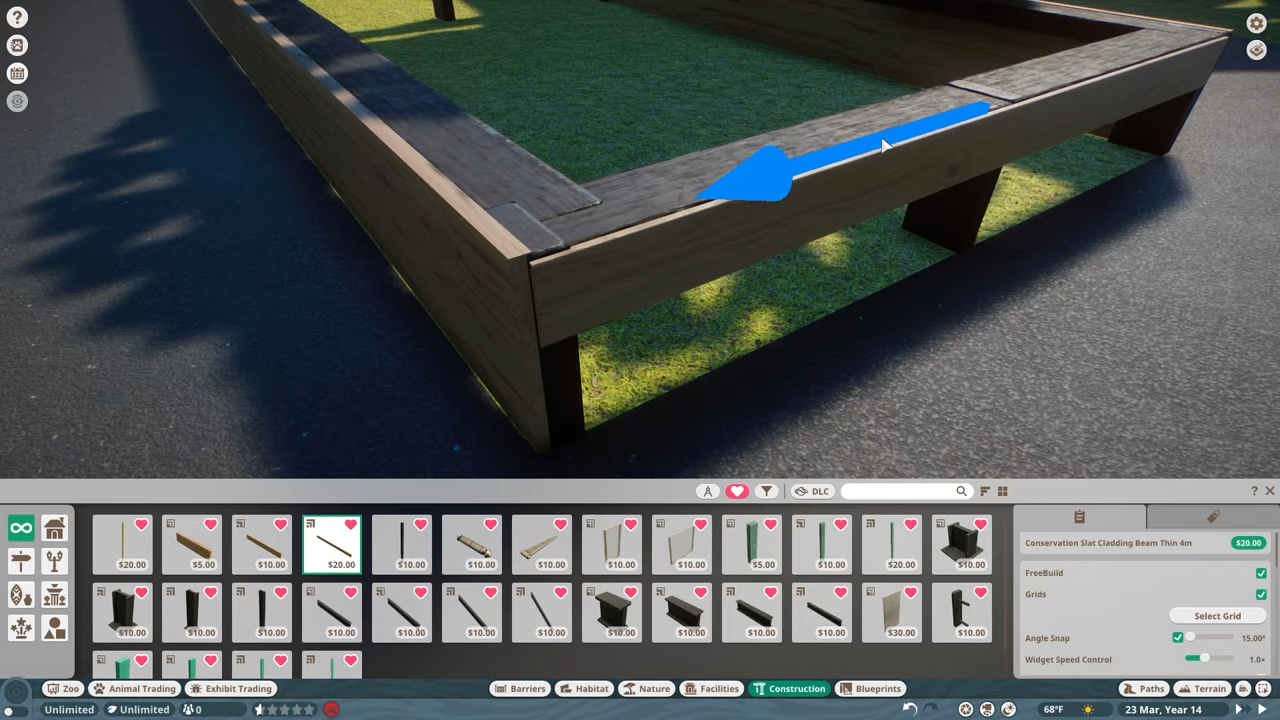 DLC
?
$20.00 $5.00 $10.00 $20.00 $10.00 $10.00 $10.00 $10.00 $10.00 $5.00 $10.00 $20.00 $10.00
$10.00 $10.00 $10.00 $10.00 $10.00 $10.00 $10.00 $10.00 $10.00 $10.00 $10.00 $30.00 $10.00
Conservation Slat Cladding Beam Thin 4m $20.00
FreeBuild
Grids
Select Grid
Angle Snap 15.00°
Widget Speed Control 1.0×
Zoo Animal Trading Exhibit Trading Barriers Habitat Nature Facilities Construction Blueprints Paths Terrain
Unlimited Unlimited 0 68°F 23 Mar, Year 14